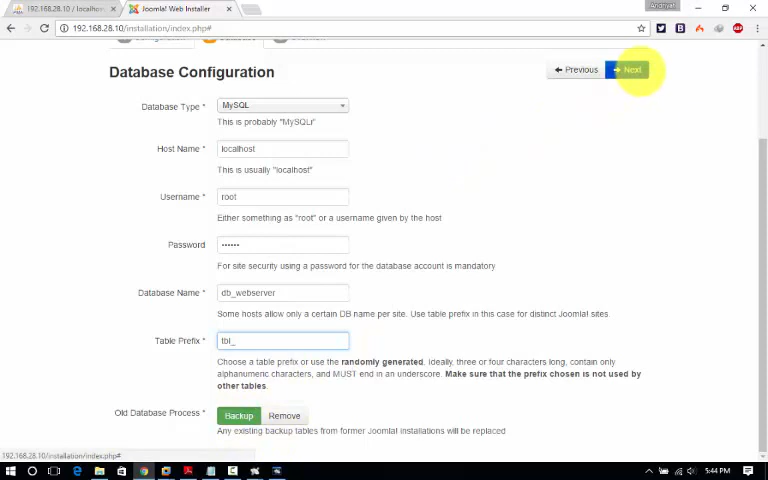 192.168.28.10 / localhos
Joomla! Web Installer
Andriyan
192.168.28.10/installation/index.php#
Database Configuration
Previous
Next
Database Type *
MySQL
This is probably "MySQLi"
Host Name *
localhost
This is usually "localhost"
Username *
root
Either something as "root" or a username given by the host
Password
••••••
For site security using a password for the database account is mandatory
Database Name *
db_webserver
Some hosts allow only a certain DB name per site. Use table prefix in this case for distinct Joomla! sites.
Table Prefix *
tbl_
Choose a table prefix or use the randomly generated. Ideally, three or four characters long, contain only
alphanumeric characters, and MUST end in an underscore. Make sure that the prefix chosen is not used by
other tables.
Old Database Process *
Backup
Remove
Any existing backup tables from former Joomla! installations will be replaced
192.168.28.10/installation/index.php#
5:44 PM